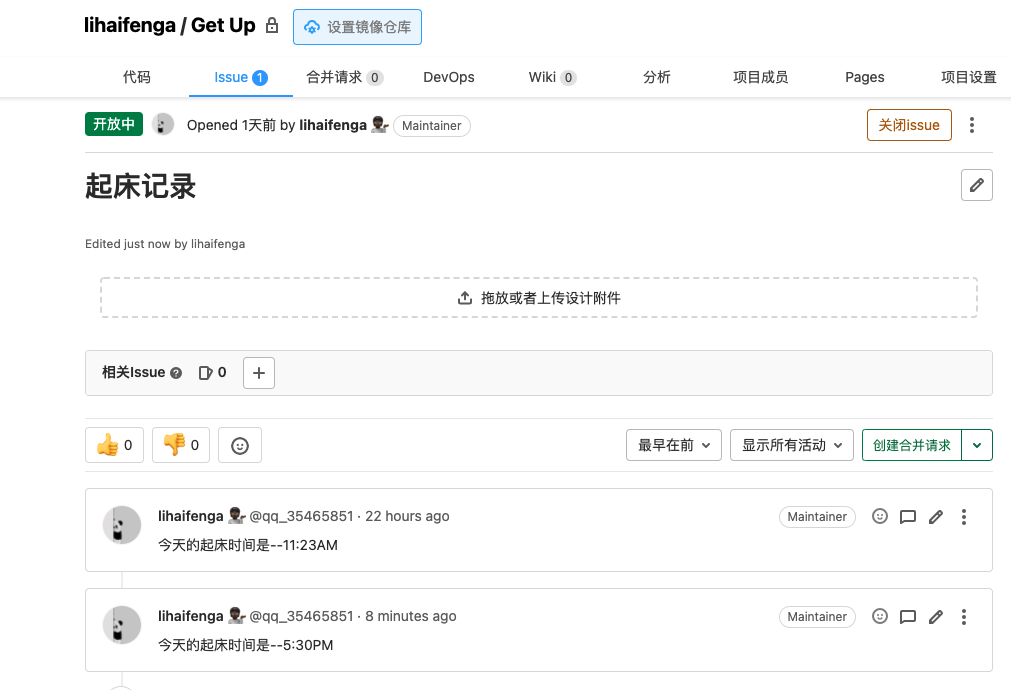 lihaifenga / Get Up 设置镜像仓库
代码 Issue 1 合并请求 0 DevOps Wiki 0 分析 项目成员 Pages 项目设置
开放中 Opened 1天前 by lihaifenga Maintainer 关闭issue
起床记录
Edited just now by lihaifenga
拖放或者上传设计附件
相关Issue 0
0 0 最早在前 显示所有活动 创建合并请求
lihaifenga @qq_35465851 · 22 hours ago Maintainer
今天的起床时间是--11:23AM
lihaifenga @qq_35465851 · 8 minutes ago Maintainer
今天的起床时间是--5:30PM